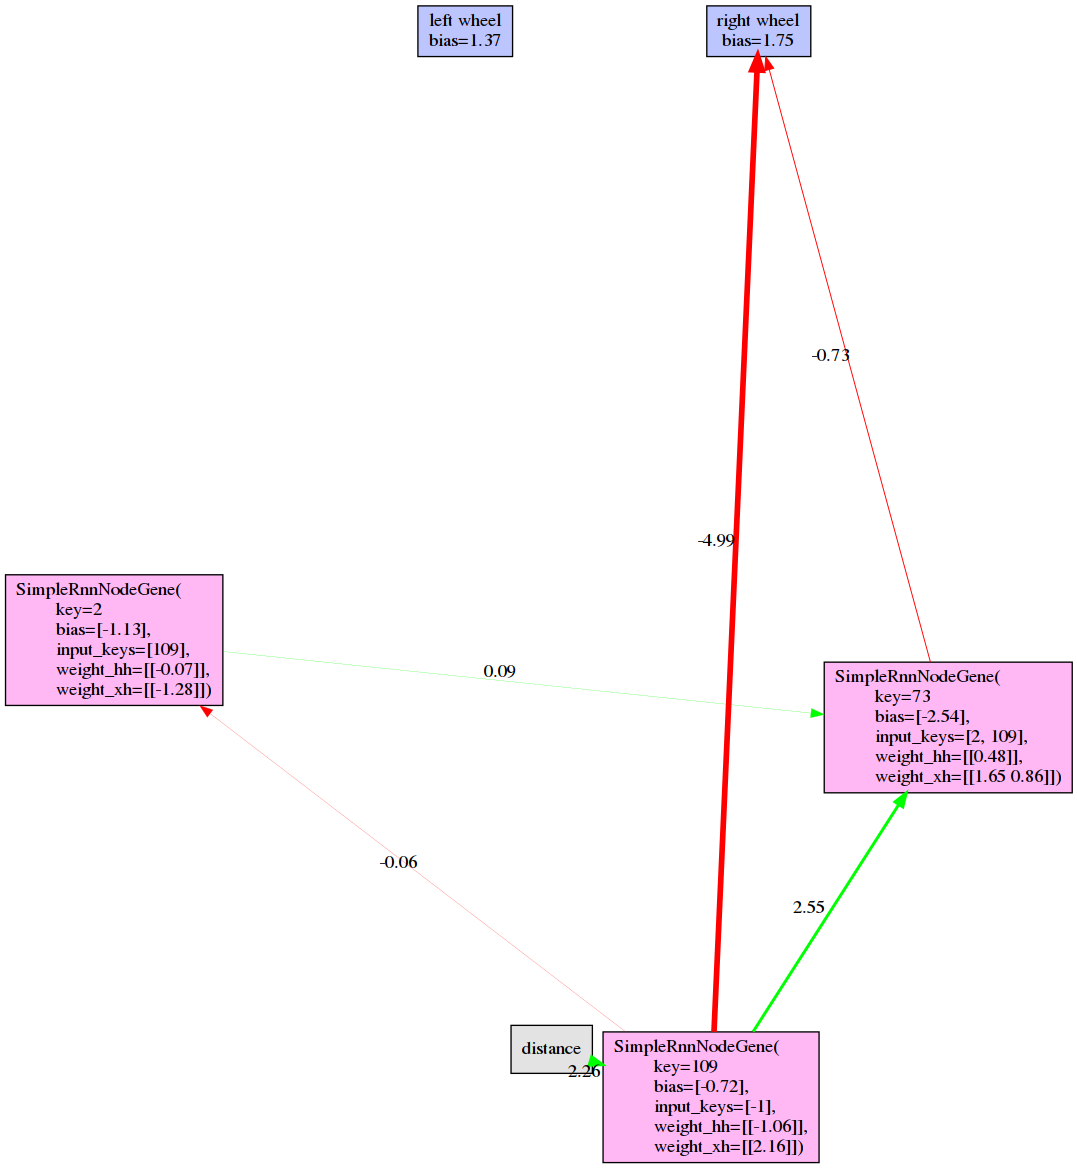 left wheel
bias=1.37
right wheel
bias=1.75
-0.73
-4.99
SimpleRnnNodeGene(
key=2
bias=[-1.13],
input_keys=[109],
weight_hh=[[-0.07]],
weight_xh=[[-1.28]])
0.09
SimpleRnnNodeGene(
key=73
bias=[-2.54],
input_keys=[2, 109],
weight_hh=[[0.48]],
weight_xh=[[1.65 0.86]])
-0.06
2.55
distance
2.26
SimpleRnnNodeGene(
key=109
bias=[-0.72],
input_keys=[-1],
weight_hh=[[-1.06]],
weight_xh=[[2.16]])